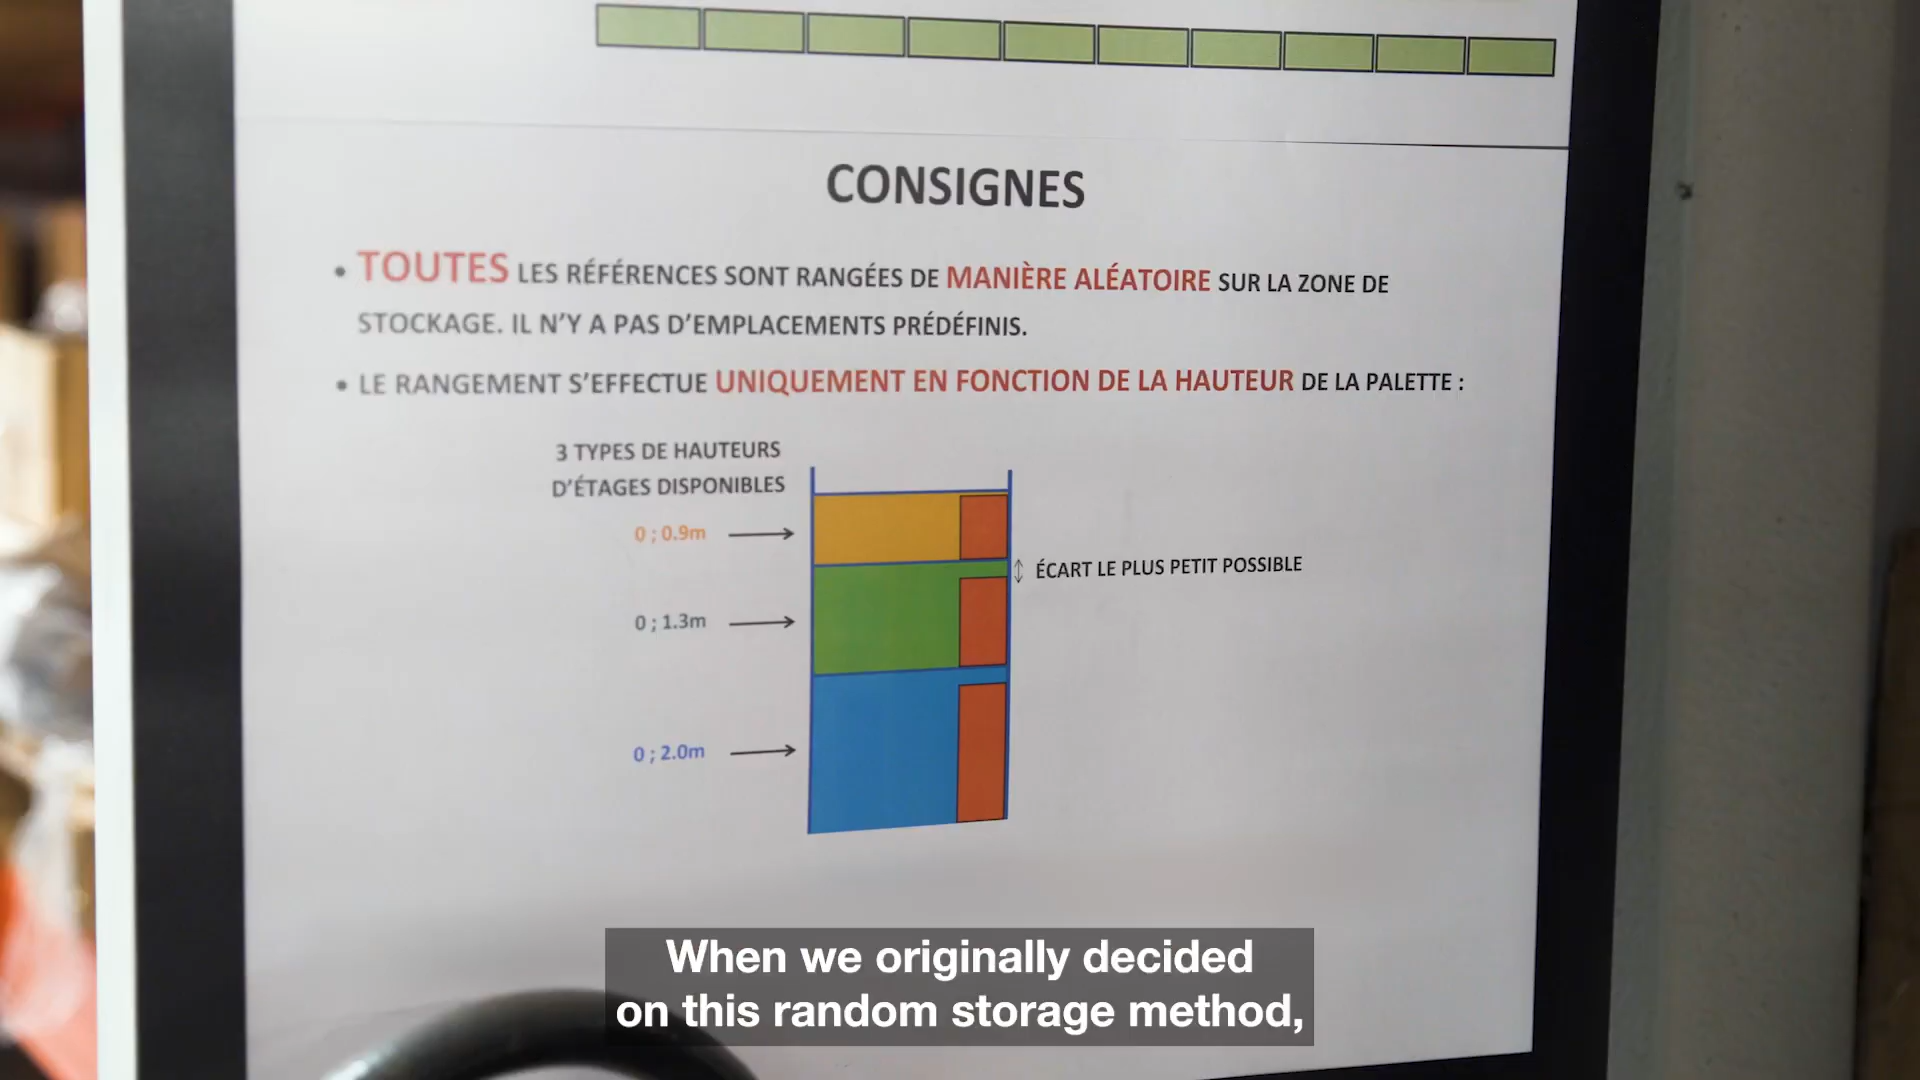 CONSIGNES
• TOUTES LES RÉFÉRENCES SONT RANGÉES DE MANIÈRE ALÉATOIRE SUR LA ZONE DE
STOCKAGE. IL N'Y A PAS D'EMPLACEMENTS PRÉDÉFINIS.
• LE RANGEMENT S'EFFECTUE UNIQUEMENT EN FONCTION DE LA HAUTEUR DE LA PALETTE :
3 TYPES DE HAUTEURS
D'ÉTAGES DISPONIBLES
0 ; 0.9m
ÉCART LE PLUS PETIT POSSIBLE
0 ; 1.3m
0 ; 2.0m
When we originally decided
on this random storage method,